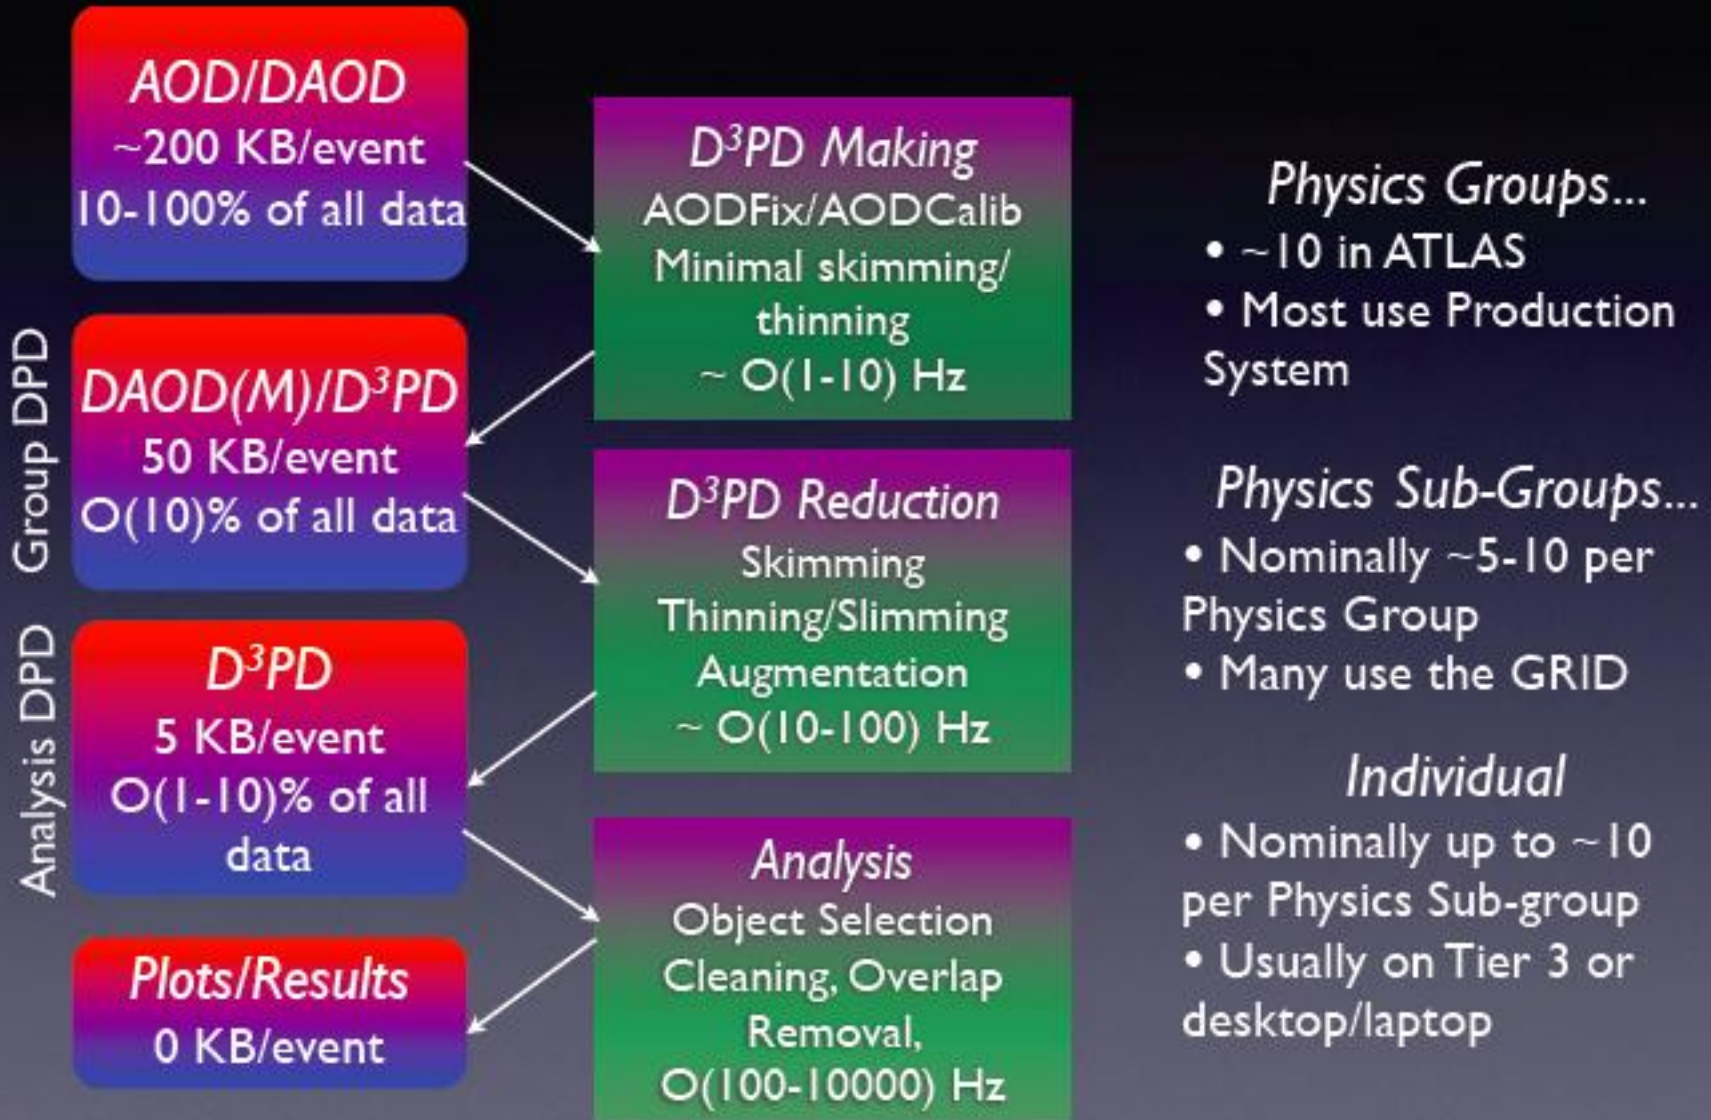 AOD/DAOD
~200 KB/event
10-100% of all data
Group DPD
DAOD(M)/D³PD
50 KB/event
O(10)% of all data
Analysis DPD
D³PD
5 KB/event
O(1-10)% of all
data
Plots/Results
0 KB/event
D³PD Making
AODFix/AODCalib
Minimal skimming/
thinning
~ O(1-10) Hz
D³PD Reduction
Skimming
Thinning/Slimming
Augmentation
~ O(10-100) Hz
Analysis
Object Selection
Cleaning, Overlap
Removal,
O(100-10000) Hz
Physics Groups...
• ~10 in ATLAS
• Most use Production
System
Physics Sub-Groups...
• Nominally ~5-10 per
Physics Group
• Many use the GRID
Individual
• Nominally up to ~10
per Physics Sub-group
• Usually on Tier 3 or
desktop/laptop